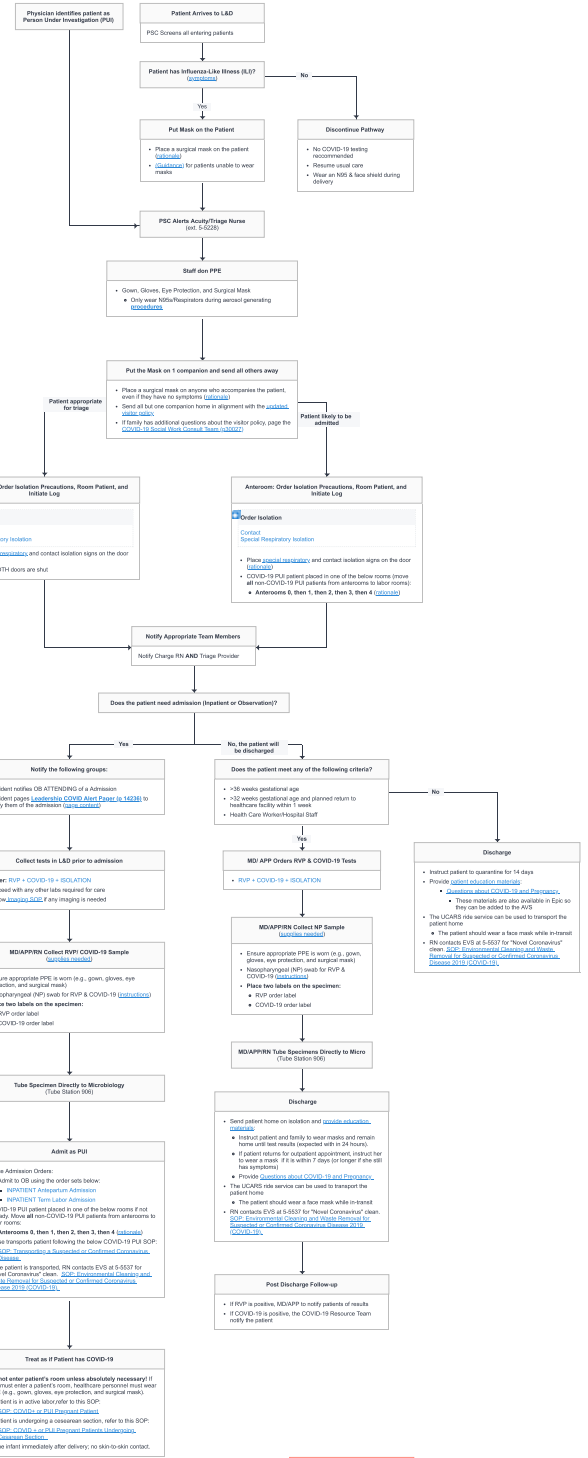 Physician identifies patient as
Person Under Investigation (PUI)
Patient Arrives to L&D
PSC Screens all entering patients
Patient has Influenza-Like Illness (ILI)?
(symptoms)
No
Yes
Put Mask on the Patient
• Place a surgical mask on the patient
(rationale)
• (Guidance) for patients unable to wear
masks
Discontinue Pathway
• No COVID-19 testing
reccommended
• Resume usual care
• Wear an N95 & face shield during
delivery
PSC Alerts Acuity/Triage Nurse
(ext. 5-5228)
Staff don PPE
• Gown, Gloves, Eye Protection, and Surgical Mask
Only wear N95s/Respirators during aerosol generating
procedures
Put the Mask on 1 companion and send all others away
• Place a surgical mask on anyone who accompanies the patient,
even if they have no symptoms (rationale)
• Send all but one companion home in alignment with the updated
visitor policy
• If family has additional questions about the visitor policy, page the
COVID-19 Social Work Consult Team (p30027)
Patient appropriate
for triage
Patient likely to be
admitted
Order Isolation Precautions, Room Patient, and
Initiate Log
ory Isolation
respiratory and contact isolation signs on the door
OTH doors are shut
Anteroom: Order Isolation Precautions, Room Patient, and
Initiate Log
Order Isolation
Contact
Special Respiratory Isolation
• Place special respiratory and contact isolation signs on the door
(rationale)
• COVID-19 PUI patient placed in one of the below rooms (move
all non-COVID-19 PUI patients from anterooms to labor rooms):
Anterooms 0, then 1, then 2, then 3, then 4 (rationale)
Notify Appropriate Team Members
Notify Charge RN AND Triage Provider
Does the patient need admission (Inpatient or Observation)?
Yes
No, the patient will
be discharged
Notify the following groups:
ident notifies OB ATTENDING of a Admission
ident pages Leadership COVID Alert Pager (p 14236) to
y them of the admission (page content)
Does the patient meet any of the following criteria?
• >36 weeks gestational age
• >32 weeks gestational age and planned return to
healthcare facility within 1 week
• Health Care Worker/Hospital Staff
No
Yes
Collect tests in L&D prior to admission
er: RVP + COVID-19 + ISOLATION
eed with any other labs required for care
ow Imaging SOP if any imaging is needed
MD/ APP Orders RVP & COVID-19 Tests
• RVP + COVID-19 + ISOLATION
Discharge
• Instruct patient to quarantine for 14 days
• Provide patient education materials:
Questions about COVID-19 and Pregnancy
These materials are also available in Epic so
they can be added to the AVS
• The UCARS ride service can be used to transport the
patient home
The patient should wear a face mask while in-transit
• RN contacts EVS at 5-5537 for "Novel Coronavirus"
clean. SOP: Environmental Cleaning and Waste
Removal for Suspected or Confirmed Coronavirus
Disease 2019 (COVID-19)
MD/APP/RN Collect RVP/ COVID-19 Sample
(supplies needed)
ure appropriate PPE is worn (e.g., gown, gloves, eye
ection, and surgical mask)
sopharyngeal (NP) swab for RVP & COVID-19 (instructions)
ce two labels on the specimen:
RVP order label
COVID-19 order label
MD/APP/RN Collect NP Sample
(supplies needed)
• Ensure appropriate PPE is worn (e.g., gown,
gloves, eye protection, and surgical mask)
• Nasopharyngeal (NP) swab for RVP &
COVID-19 (instructions)
• Place two labels on the specimen:
RVP order label
COVID-19 order label
MD/APP/RN Tube Specimens Directly to Micro
(Tube Station 906)
Tube Specimen Directly to Microbiology
(Tube Station 906)
Discharge
• Send patient home on isolation and provide education
materials:
Instruct patient and family to wear masks and remain
home until test results (expected with in 24 hours).
If patient returns for outpatient appointment, instruct her
to wear a mask if it is within 7 days (or longer if she still
has symptoms)
Provide Questions about COVID-19 and Pregnancy
• The UCARS ride service can be used to transport the
patient home
The patient should wear a face mask while in-transit
• RN contacts EVS at 5-5537 for "Novel Coronavirus" clean.
SOP: Environmental Cleaning and Waste Removal for
Suspected or Confirmed Coronavirus Disease 2019
(COVID-19)
Admit as PUI
e Admission Orders:
Admit to OB using the order sets below:
INPATIENT Antepartum Admission
INPATIENT Term Labor Admission
VID-19 PUI patient placed in one of the below rooms if not
ady. Move all non-COVID-19 PUI patients from anterooms to
r rooms:
Anterooms 0, then 1, then 2, then 3, then 4 (rationale)
se transports patient following the below COVID-19 PUI SOP:
SOP: Transporting a Suspected or Confirmed Coronavirus
Disease
e patient is transported, RN contacts EVS at 5-5537 for
vel Coronavirus" clean. SOP: Environmental Cleaning and
te Removal for Suspected or Confirmed Coronavirus
ease 2019 (COVID-19)
Post Discharge Follow-up
• If RVP is positive, MD/APP to notify patients of results
• If COVID-19 is positive, the COVID Resource Team
notify the patient
Treat as if Patient has COVID-19
not enter patient's room unless absolutely necessary! If
must enter a patient's room, healthcare personnel must wear
(e.g., gown, gloves, eye protection, and surgical mask).
atient is in active labor,refer to this SOP:
SOP: COVID+ or PUI Pregnant Patient
atient is undergoing a cesearean section, refer to this SOP:
SOP: COVID + or PUI Pregnant Patients Undergoing
Cesarean Section
he infant immediately after delivery; no skin-to-skin contact.